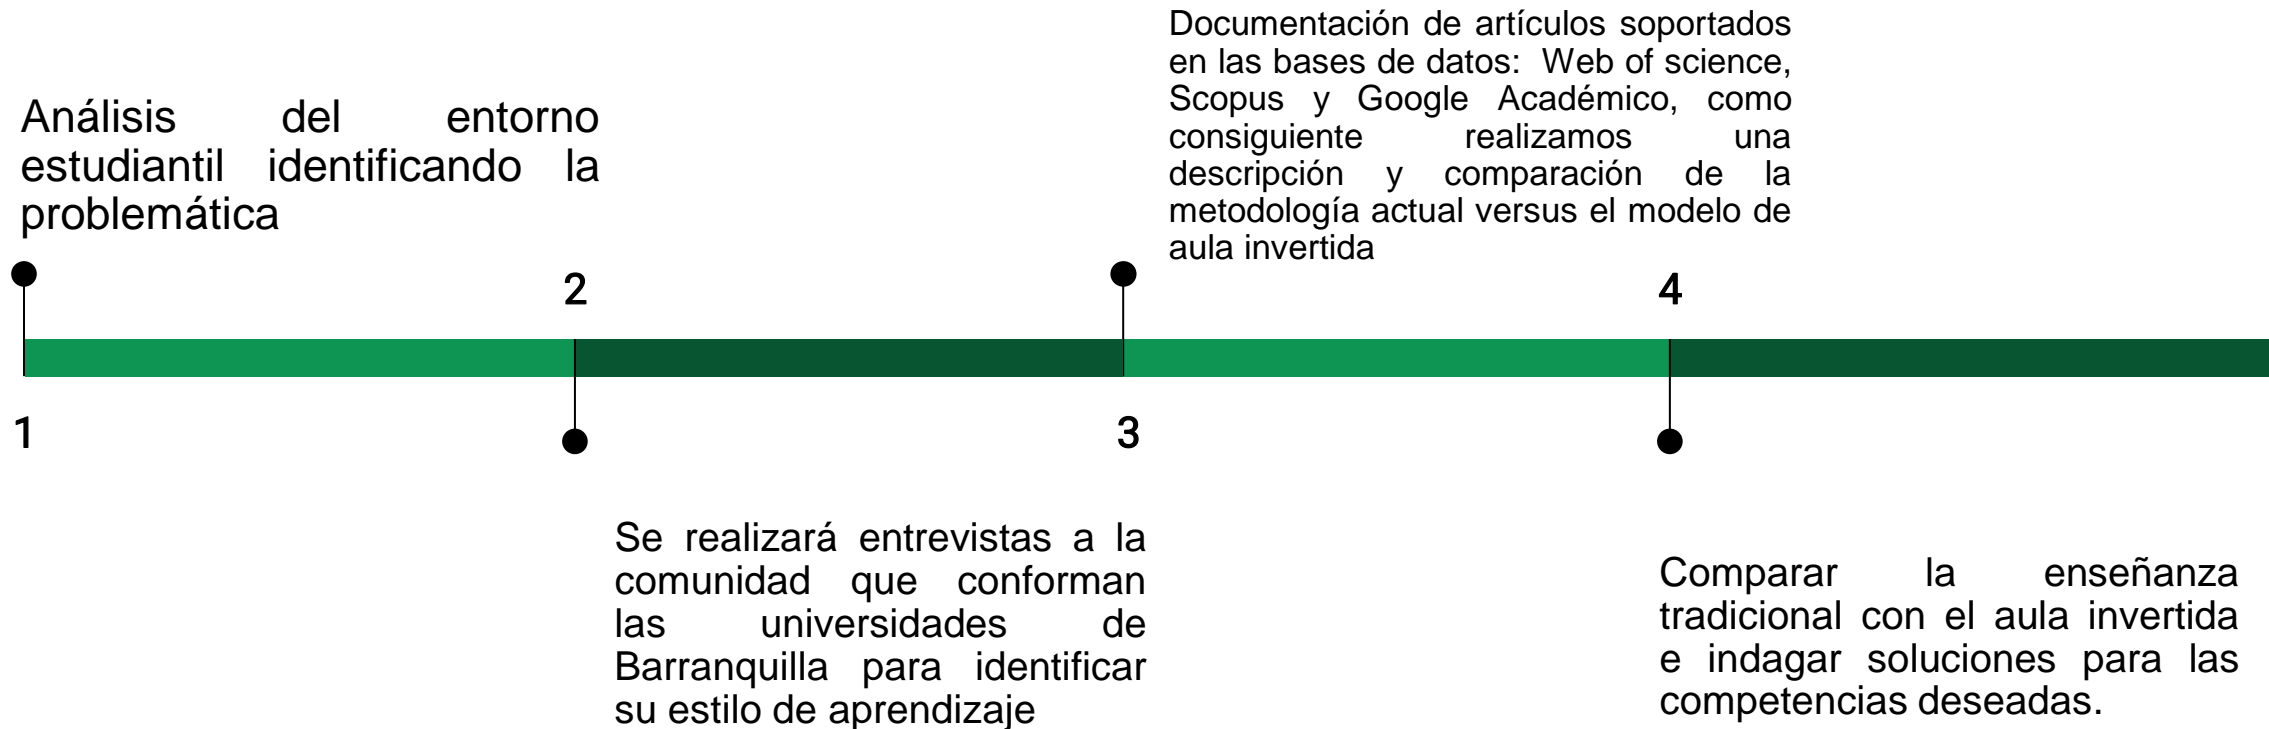 Análisis del entorno
estudiantil identificando la
problemática
1
2
Se realizará entrevistas a la
comunidad que conforman
las universidades de
Barranquilla para identificar
su estilo de aprendizaje
Documentación de artículos soportados
en las bases de datos: Web of science,
Scopus y Google Académico, como
consiguiente realizamos una
descripción y comparación de la
metodología actual versus el modelo de
aula invertida
3
4
Comparar la enseñanza
tradicional con el aula invertida
e indagar soluciones para las
competencias deseadas.